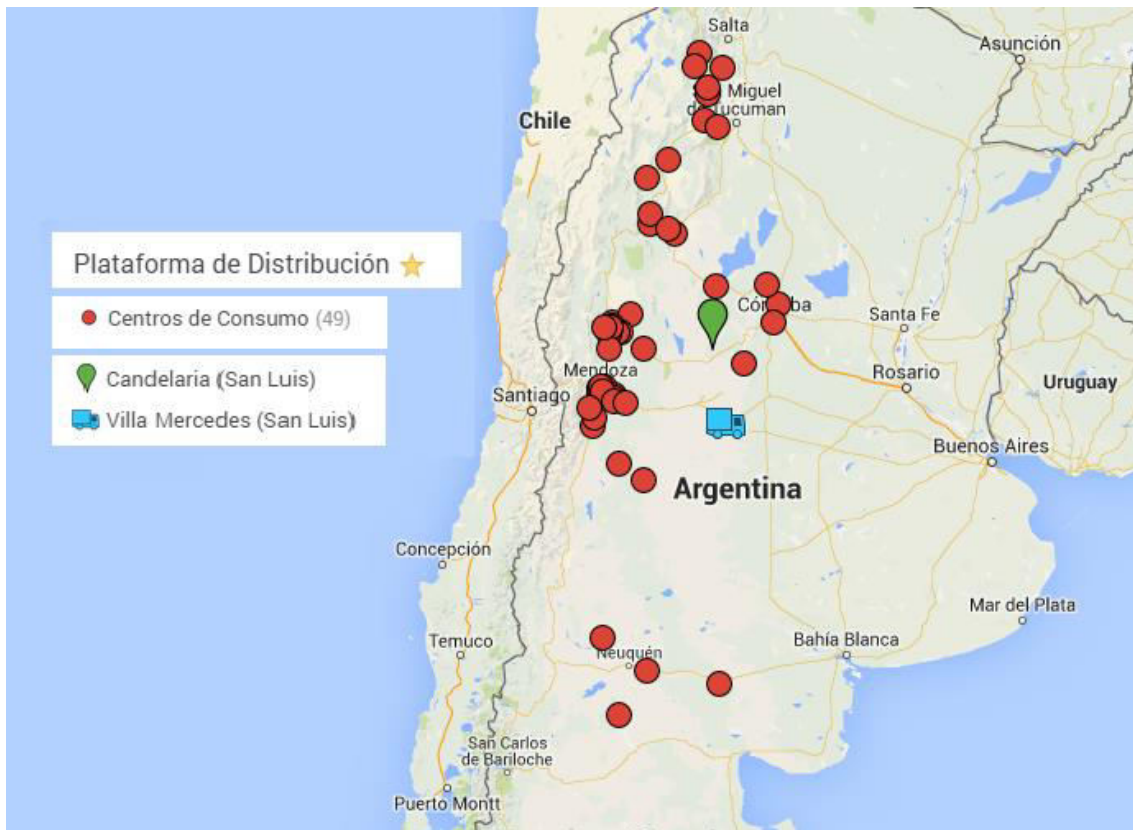 Salta
Asunción
Miguel
de Tucuman
Chile
Plataforma de Distribución
Centros de Consumo (49)
Candelaria (San Luis)
Villa Mercedes (San Luis)
Córdoba
Santa Fe
Mendoza
Rosario
Uruguay
Santiago
Buenos Aires
Argentina
Concepción
Mar del Plata
Temuco
Bahía Blanca
Neuquén
San Carlos
de Bariloche
Puerto Montt